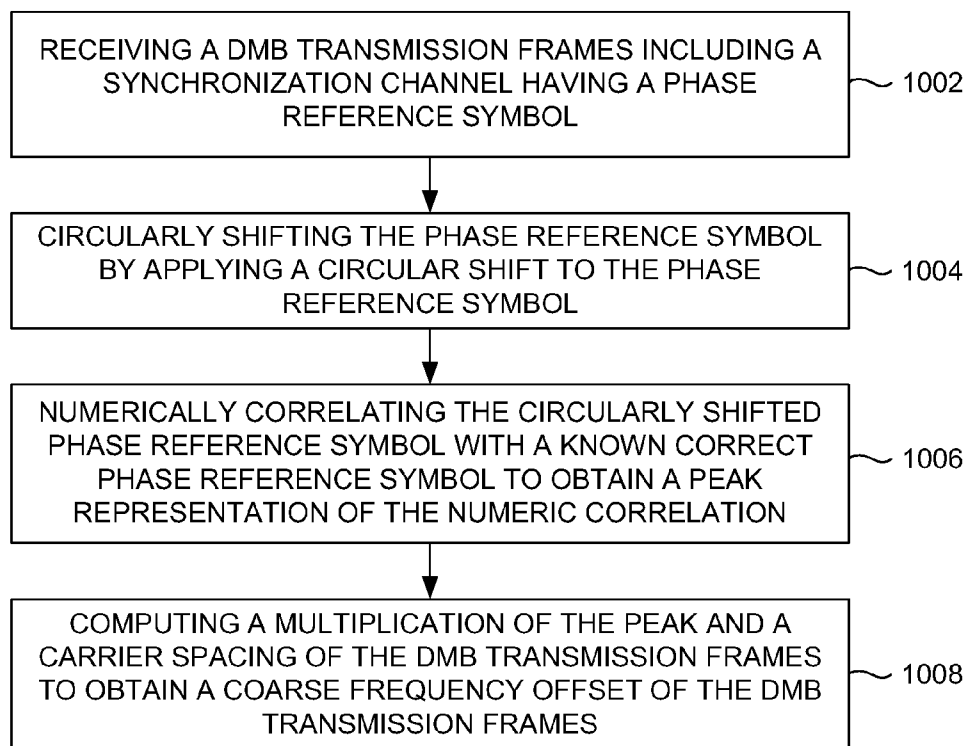 RECEIVING A DMB TRANSMISSION FRAMES INCLUDING A
SYNCHRONIZATION CHANNEL HAVING A PHASE
REFERENCE SYMBOL
1002
CIRCULARLY SHIFTING THE PHASE REFERENCE SYMBOL
BY APPLYING A CIRCULAR SHIFT TO THE PHASE
REFERENCE SYMBOL
1004
NUMERICALLY CORRELATING THE CIRCULARLY SHIFTED
PHASE REFERENCE SYMBOL WITH A KNOWN CORRECT
PHASE REFERENCE SYMBOL TO OBTAIN A PEAK
REPRESENTATION OF THE NUMERIC CORRELATION
1006
COMPUTING A MULTIPLICATION OF THE PEAK AND A
CARRIER SPACING OF THE DMB TRANSMISSION FRAMES
TO OBTAIN A COARSE FREQUENCY OFFSET OF THE DMB
TRANSMISSION FRAMES
1008